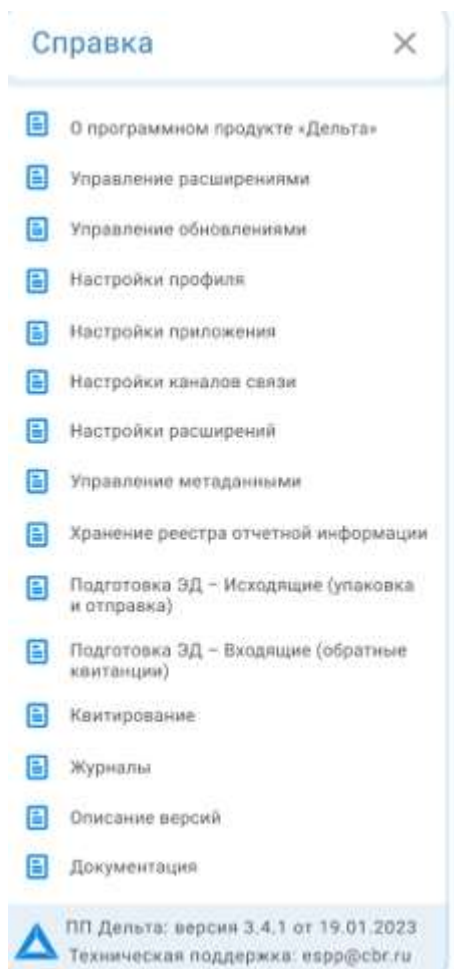 Справка
О программном продукте «Дельта»
Управление расширениями
Управление обновлениями
Настройки профиля
Настройки приложения
Настройки каналов связи
Настройки расширений
Управление метаданными
Хранение реестра отчетной информации
Подготовка ЭД – Исходящие (упаковка
и отправка)
Подготовка ЭД – Входящие (обратные
квитанции)
Квитирование
Журналы
Описание версий
Документация
ПП Дельта: версия 3.4.1 от 19.01.2023
Техническая поддержка: espp@cbr.ru